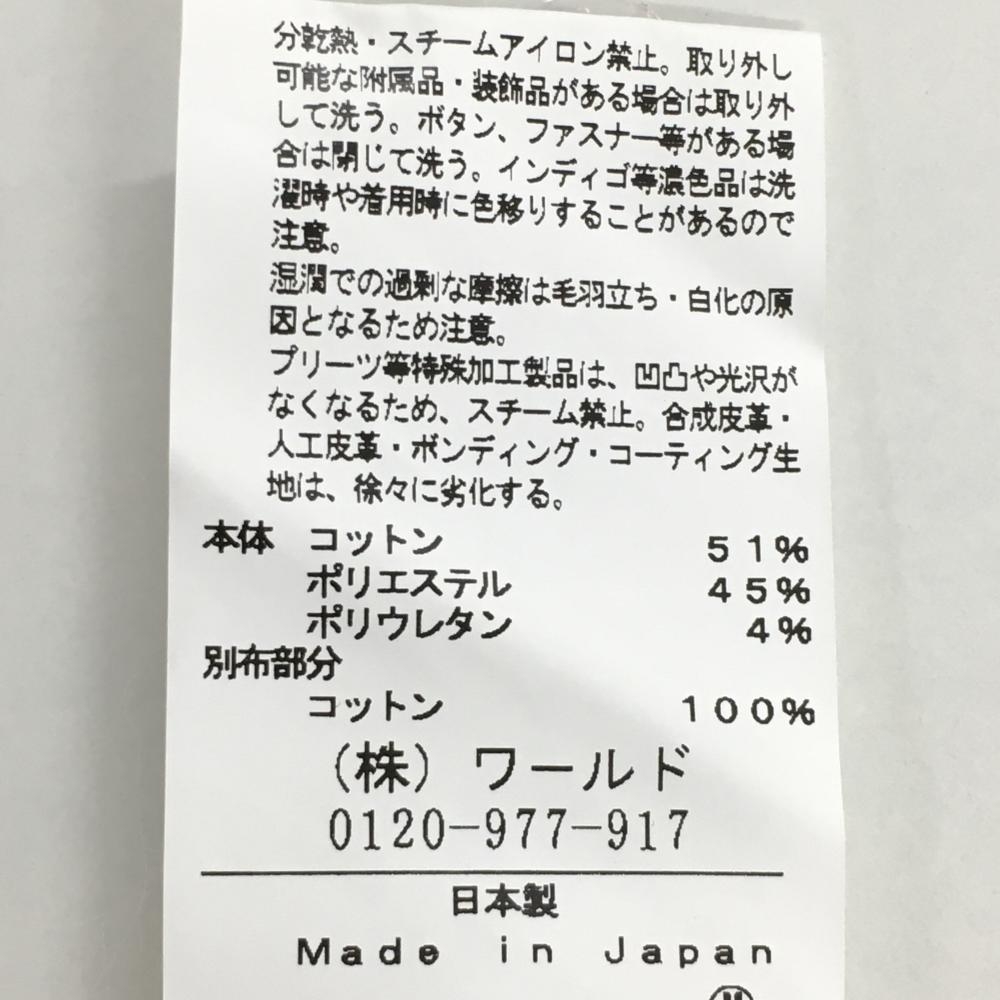 分乾熱・スチームアイロン禁止。取り外し
可能な附属品・装飾品がある場合は取り外
して洗う。ボタン、ファスナー等がある場
合は閉じて洗う。インディゴ等濃色品は洗
濯時や着用時に色移りすることがあるので
注意。
湿潤での過剰な摩擦は毛羽立ち・白化の原
因となるため注意。
プリーツ等特殊加工製品は、凹凸や光沢が
なくなるため、スチーム禁止。合成皮革・
人工皮革・ボンディング・コーティング生
地は、徐々に劣化する。
本体 コットン 51%
ポリエステル 45%
ポリウレタン 4%
別布部分
コットン 100%
(株) ワールド
0120-977-917
日本製
Made in Japan